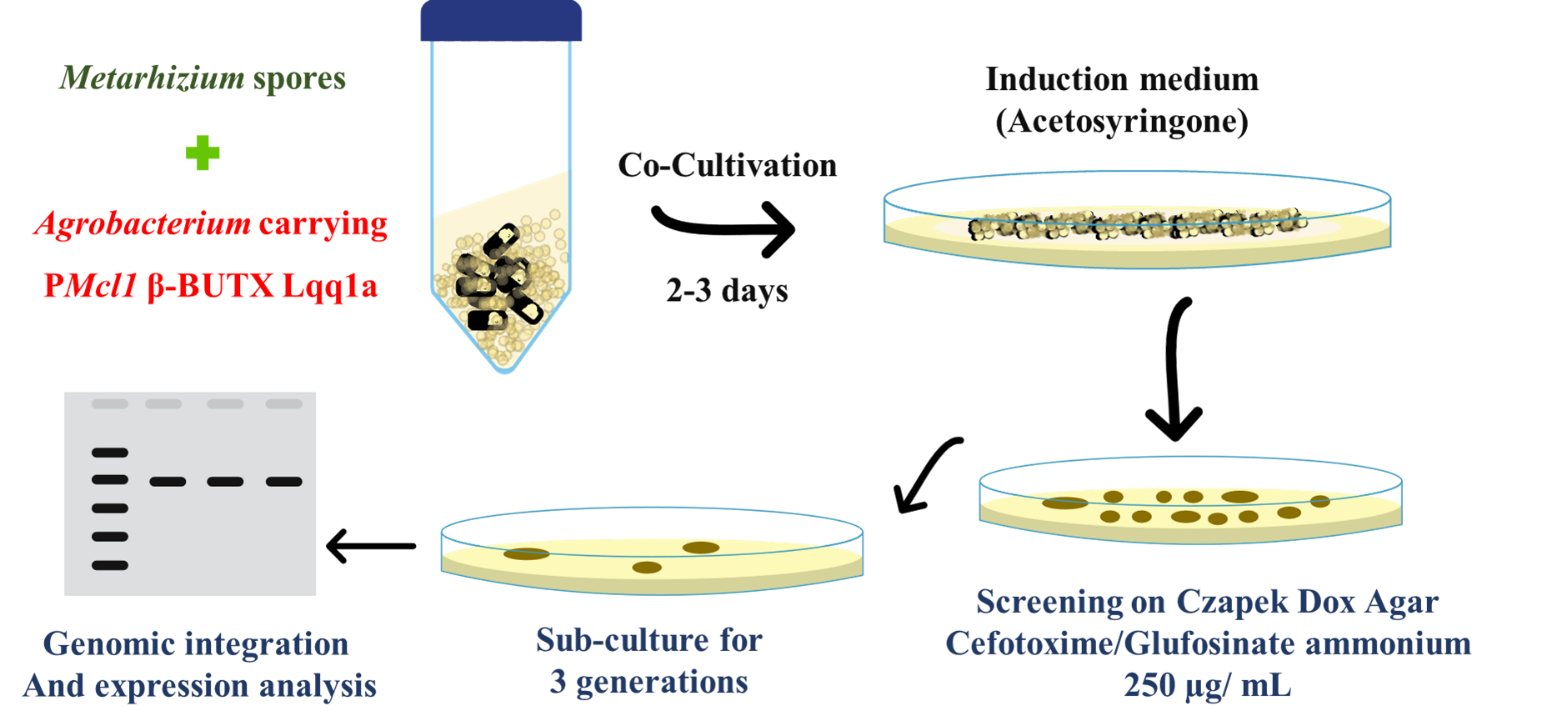 Metarhizium spores
Agrobacterium carrying
PMcl1 β-BUTX Lqq1a
Co-Cultivation
2-3 days
Induction medium
(Acetosyringone)
Screening on Czapek Dox Agar
Cefotoxime/Glufosinate ammonium
250 μg/ mL
Sub-culture for
3 generations
Genomic integration
And expression analysis